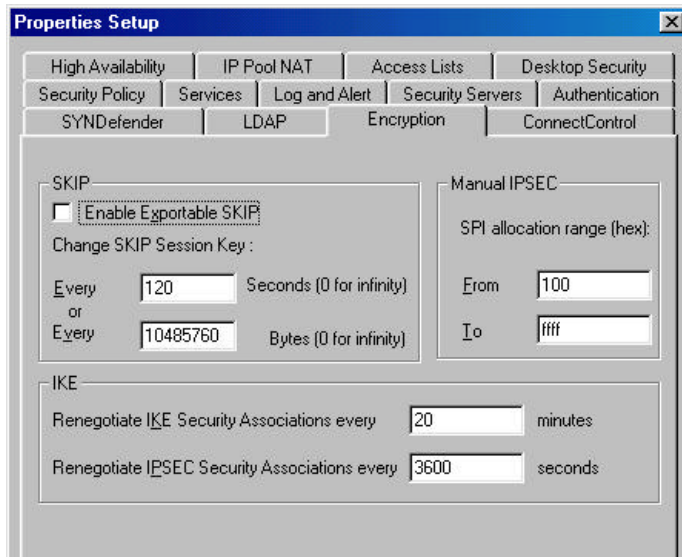 Properties Setup
High Availability IP Pool NAT Access Lists Desktop Security
Security Policy Services Log and Alert Security Servers Authentication
SYNDefender LDAP Encryption ConnectControl
SKIP
Enable Exportable SKIP
Change SKIP Session Key :
Every 120 Seconds (0 for infinity)
or
Every 10485760 Bytes (0 for infinity)
Manual IPSEC
SPI allocation range (hex):
From 100
To ffff
IKE
Renegotiate IKE Security Associations every 20 minutes
Renegotiate IPSEC Security Associations every 3600 seconds